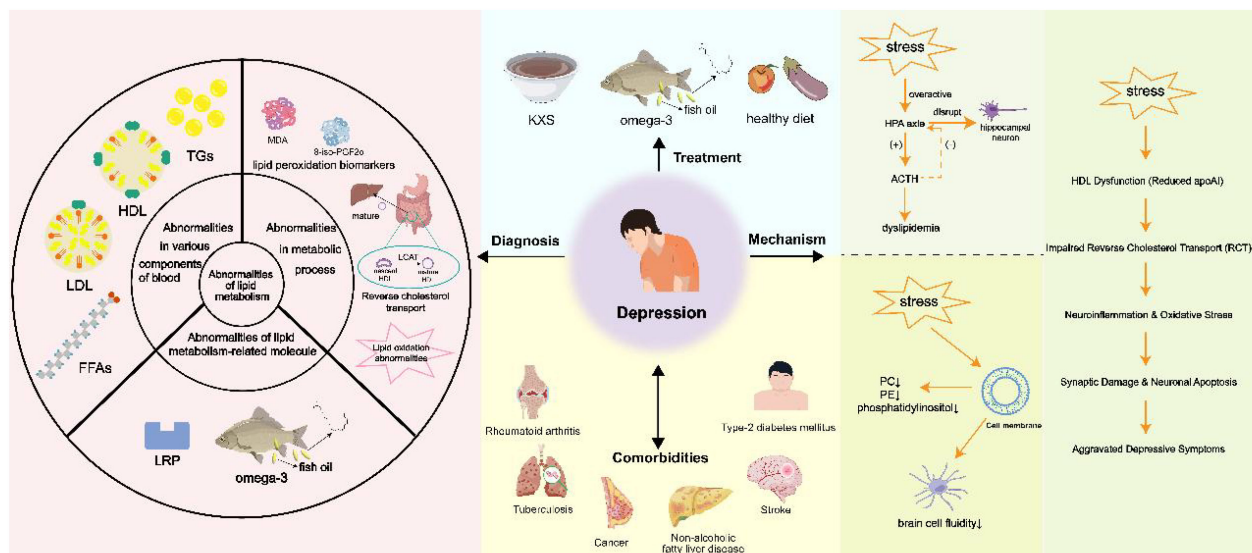 TGs
HDL
LDL
FFAs
MDA
8-iso-PGF2α
lipid peroxidation biomarkers
mature
LCAT
nascent
HDL
mature
HDL
Reverse cholesterol
transport
Lipid oxidation
abnormalities
Abnormalities
in various
components
of blood
Abnormalities
in metabolic
process
Abnormalities
of lipid
metabolism
Abnormalities of lipid
metabolism-related molecule
LRP
omega-3
fish oil
KXS
omega-3
fish oil
healthy diet
Treatment
Diagnosis
Mechanism
Depression
Comorbidities
Rheumatoid arthritis
Type-2 diabetes mellitus
Tuberculosis
Cancer
Non-alcoholic
fatty liver disease
Stroke
stress
overactive
HPA axle
disrupt
hippocampal
neuron
(+)
(-)
ACTH
dyslipidemia
stress
PC↓
PE↓
phosphatidylinositol↓
Cell membrane
brain cell fluidity↓
stress
HDL Dysfunction (Reduced apoAI)
Impaired Reverse Cholesterol Transport (RCT)
Neuroinflammation & Oxidative Stress
Synaptic Damage & Neuronal Apoptosis
Aggravated Depressive Symptoms